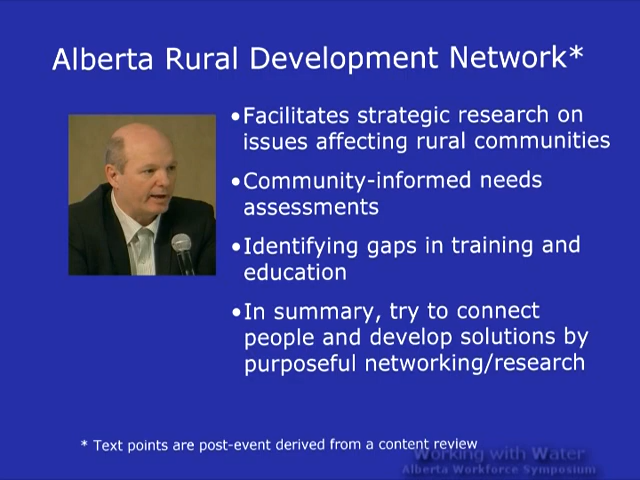 Alberta Rural Development Network*
•Facilitates strategic research on
issues affecting rural communities
•Community-informed needs
assessments
•Identifying gaps in training and
education
•In summary, try to connect
people and develop solutions by
purposeful networking/research
* Text points are post-event derived from a content review
Working with Water
Alberta Workforce Symposium